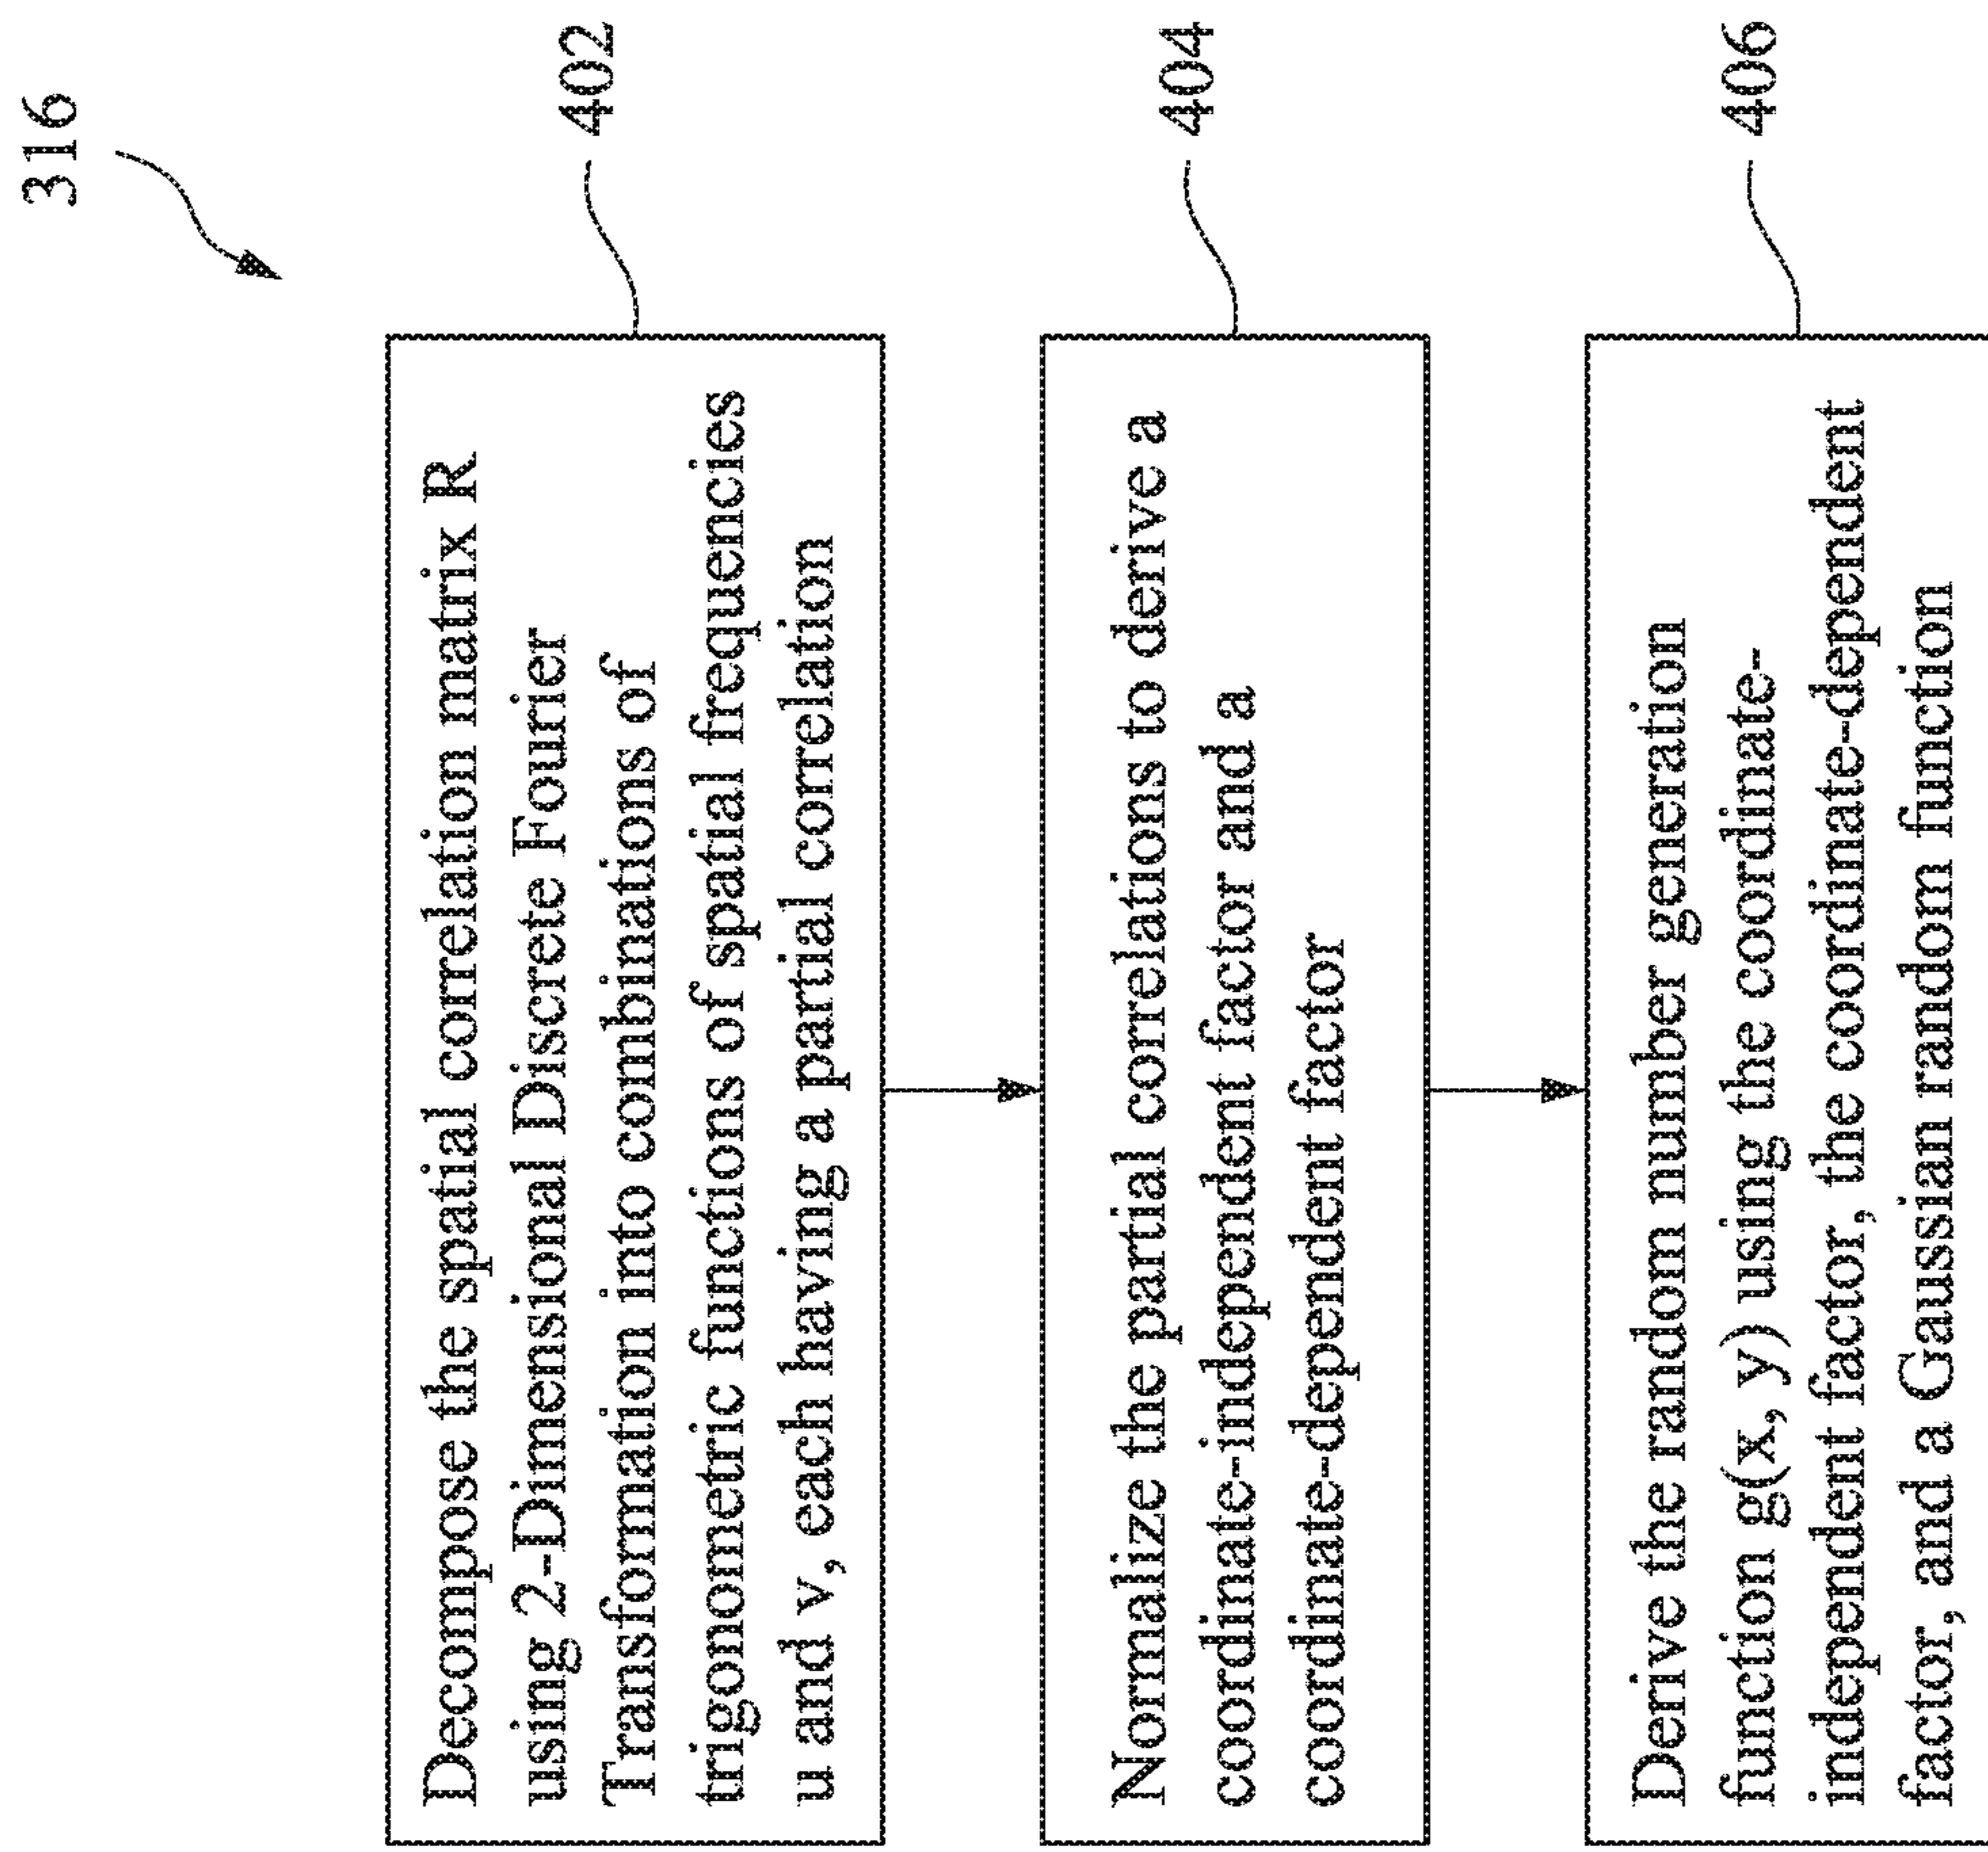 316
Decompose the spatial correlation matrix R
using 2-Dimensional Discrete Fourier
Transformation into combinations of
trigonometric functions of spatial frequencies
u and v, each having a partial correlation
402
Normalize the partial correlations to derive a
coordinate-independent factor and a
coordinate-dependent factor
404
Derive the random number generation
function g(x, y) using the coordinate-
independent factor, the coordinate-dependent
factor, and a Gaussian random function
406